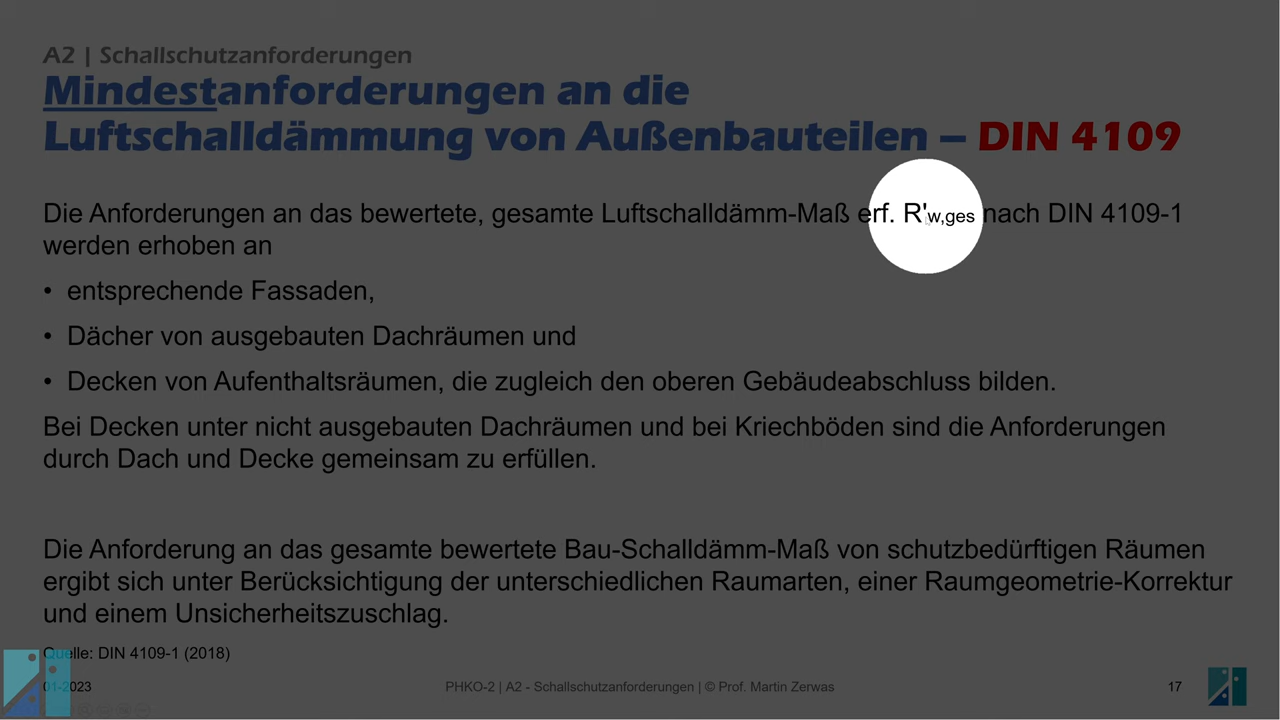 A2 | Schallschutzanforderungen
Mindestanforderungen an die
Luftschalldämmung von Außenbauteilen – DIN 4109
Die Anforderungen an das bewertete, gesamte Luftschalldämm-Maß erf. R'w,ges nach DIN 4109-1
werden erhoben an
• entsprechende Fassaden,
• Dächer von ausgebauten Dachräumen und
• Decken von Aufenthaltsräumen, die zugleich den oberen Gebäudeabschluss bilden.
Bei Decken unter nicht ausgebauten Dachräumen und bei Kriechböden sind die Anforderungen
durch Dach und Decke gemeinsam zu erfüllen.
Die Anforderung an das gesamte bewertete Bau-Schalldämm-Maß von schutzbedürftigen Räumen
ergibt sich unter Berücksichtigung der unterschiedlichen Raumarten, einer Raumgeometrie-Korrektur
und einem Unsicherheitszuschlag.
Quelle: DIN 4109-1 (2018)
01-2023 PHKO-2 | A2 - Schallschutzanforderungen | © Prof. Martin Zerwas 17